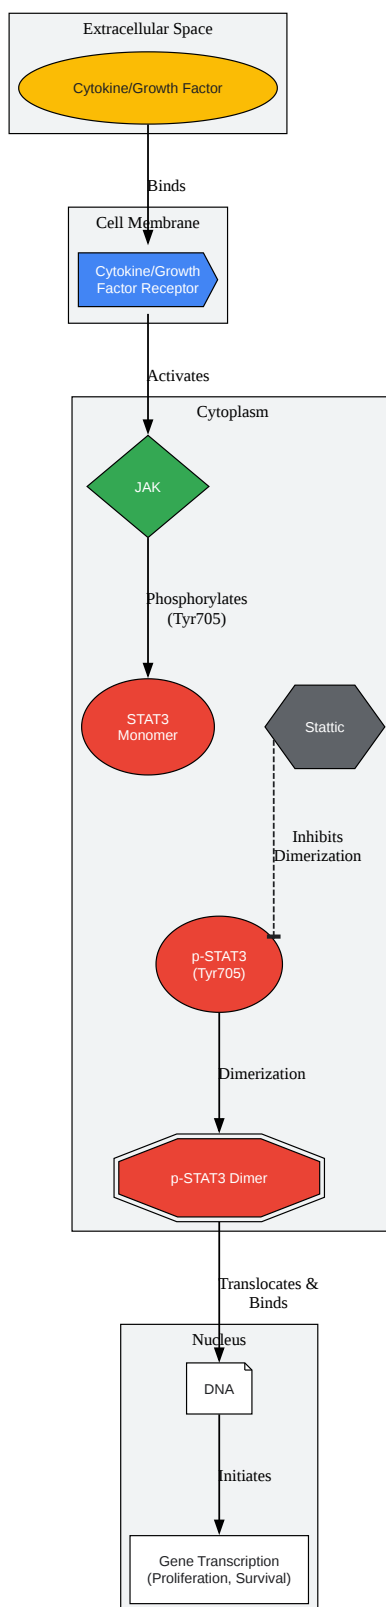 Extracellular Space
Cytokine/Growth Factor
Binds
Cell Membrane
Cytokine/Growth
Factor Receptor
Activates
Cytoplasm
JAK
Phosphorylates
(Tyr705)
STAT3
Monomer
Stattic
Inhibits
Dimerization
p-STAT3
(Tyr705)
Dimerization
p-STAT3 Dimer
Translocates &
Binds
Nucleus
DNA
Initiates
Gene Transcription
(Proliferation, Survival)